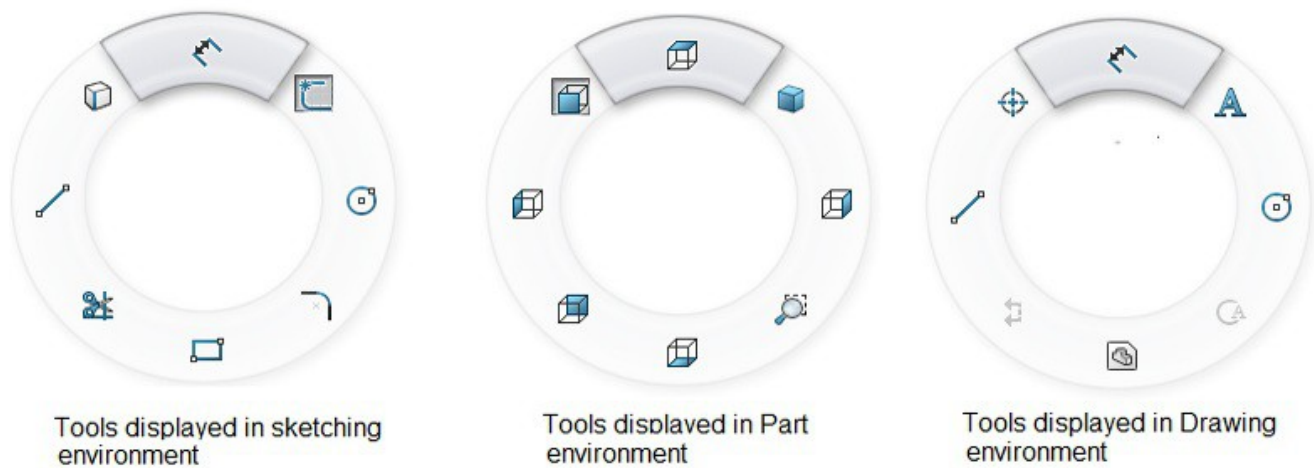 Tools displayed in sketching
environment
Tools displayed in Part
environment
Tools displayed in Drawing
environment
A
A